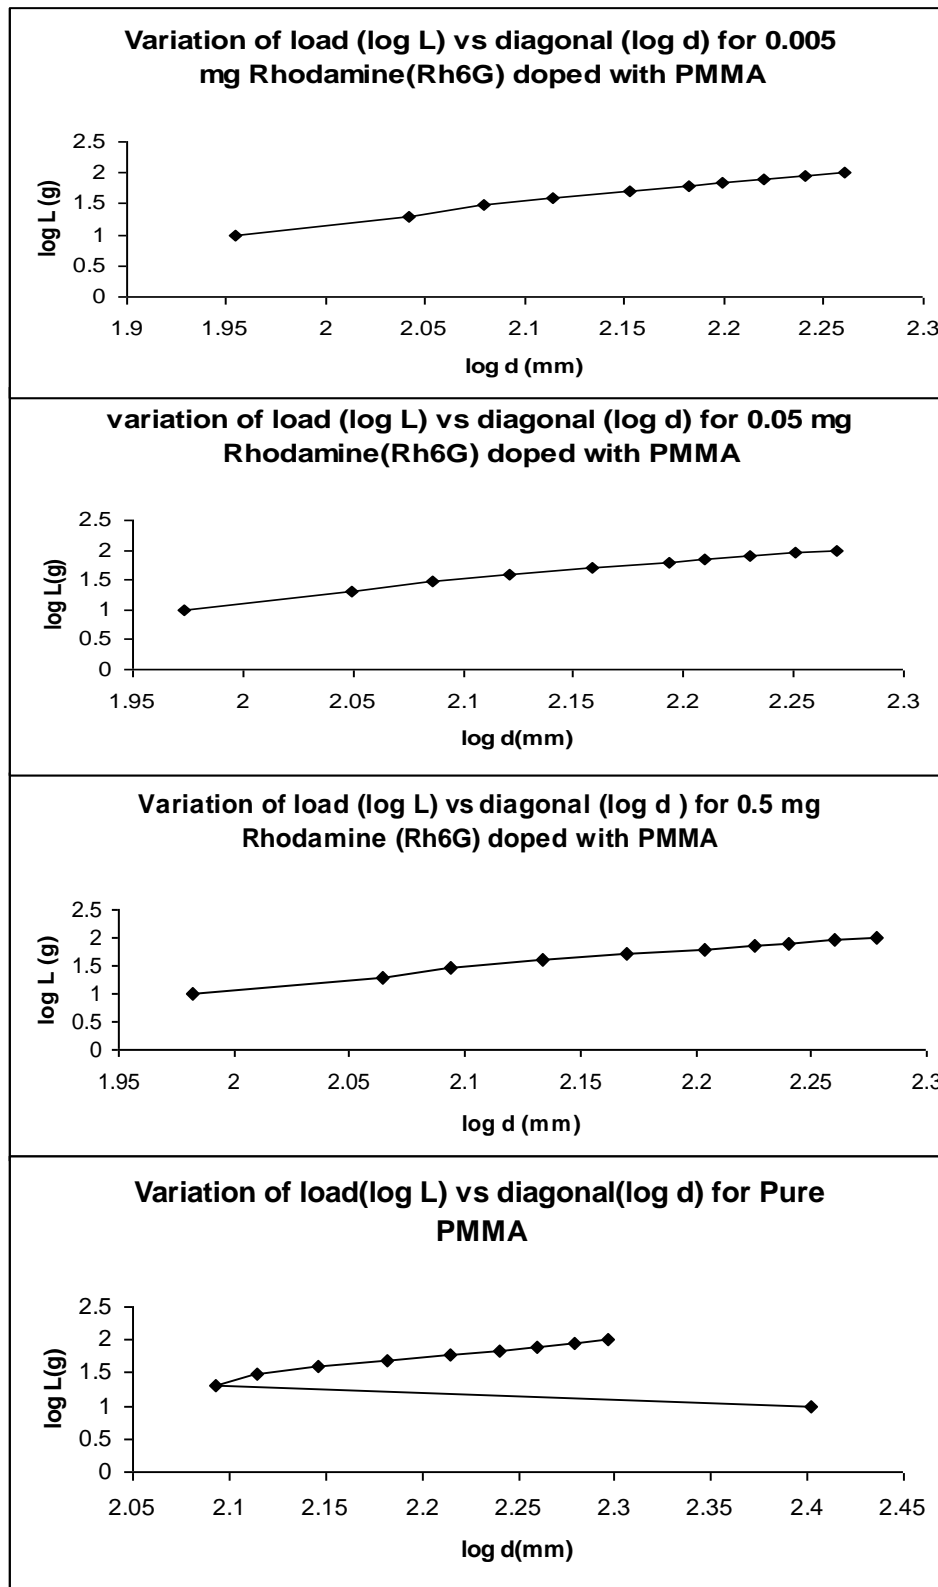 Variation of load (log L) vs diagonal (log d) for 0.005
mg Rhodamine(Rh6G) doped with PMMA
2.5
2
1.5
1
0.5
0
log L (g)
1.9 1.95 2 2.05 2.1 2.15 2.2 2.25 2.3
log d (mm)
variation of load (log L) vs diagonal (log d) for 0.05 mg
Rhodamine(Rh6G) doped with PMMA
2.5
2
1.5
1
0.5
0
log L(g)
1.95 2 2.05 2.1 2.15 2.2 2.25 2.3
log d(mm)
Variation of load (log L) vs diagonal (log d ) for 0.5 mg
Rhodamine (Rh6G) doped with PMMA
2.5
2
1.5
1
0.5
0
log L (g)
1.95 2 2.05 2.1 2.15 2.2 2.25 2.3
log d (mm)
Variation of load(log L) vs diagonal(log d) for Pure
PMMA
2.5
2
1.5
1
0.5
0
log L(g)
2.05 2.1 2.15 2.2 2.25 2.3 2.35 2.4 2.45
log d(mm)